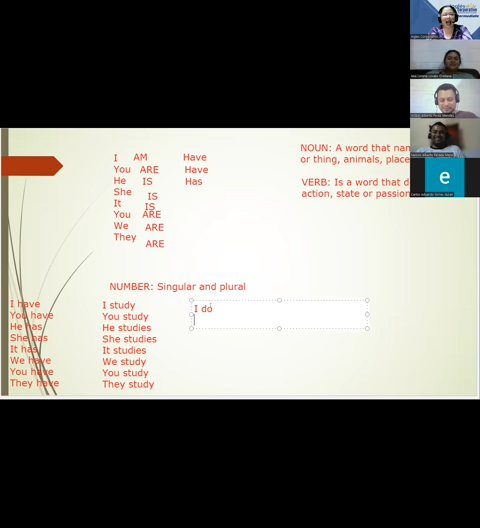 I AM Have
You ARE Have
He IS Has
She IS
It IS
You ARE
We ARE
They ARE
NOUN: A word that nam
or thing, animals, place
VERB: Is a word that d
action, state or passion
NUMBER: Singular and plural
I have
You have
He has
She has
It has
We have
You have
They have
I study
You study
He studies
She studies
It studies
We study
You study
They study
I do
e